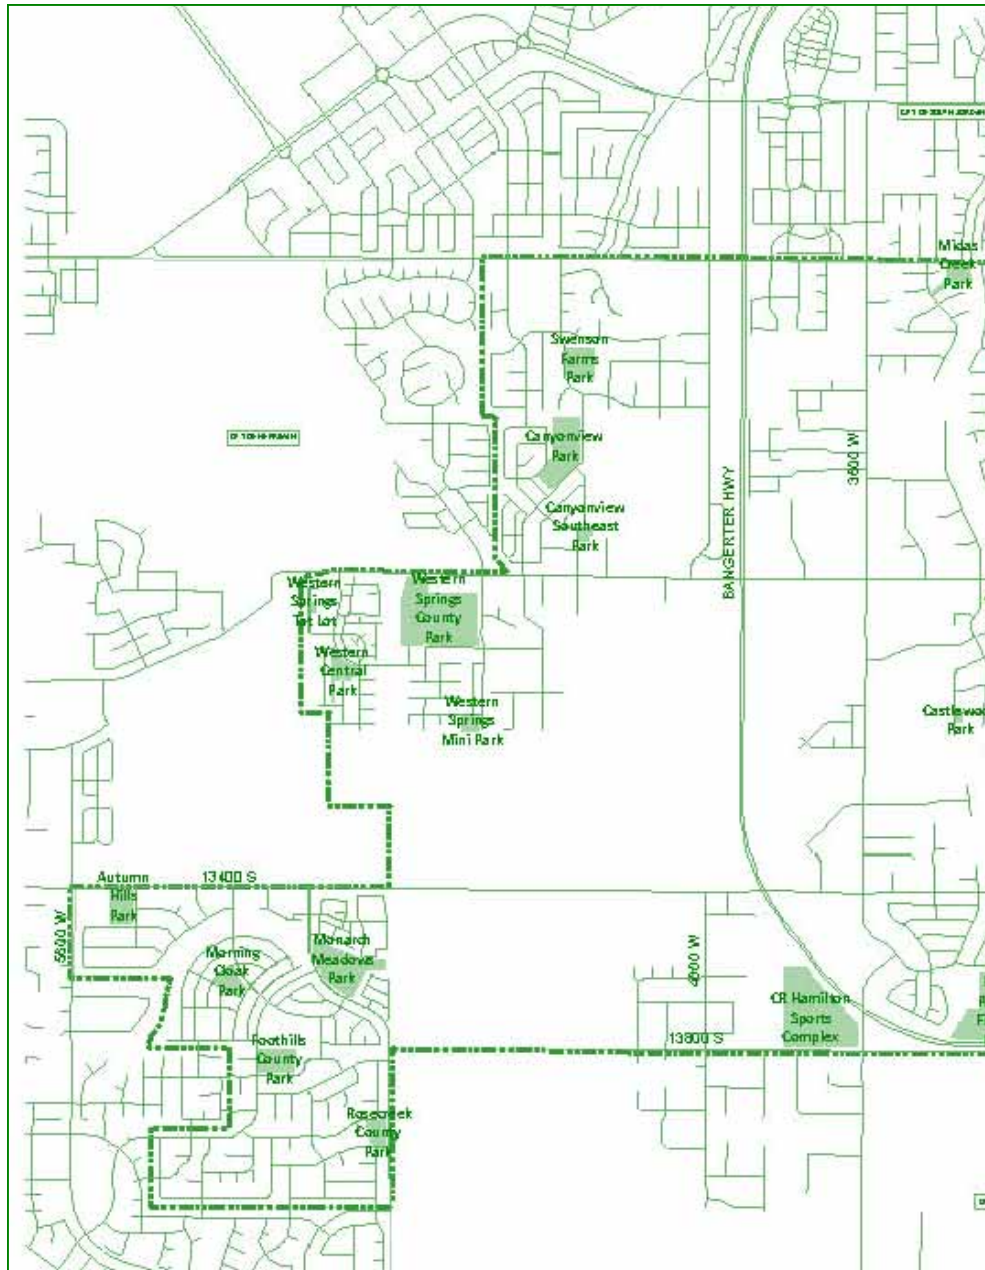 Midas
Creek
Park
Swenson
Farms
Park
Canyonview
Park
3600 W
BANGERTER HWY
Canyonview
Southeast
Park
Western
Springs
Tot Lot
Western
Springs
County
Park
Western
Central
Park
Western
Springs
Mini Park
Park
Autumn
Hills
Park
13400 S
5600 W
Monarch
Meadows
Park
Morning
Cloak
Park
4000 W
CR Hamilton
Sports
Complex
13800 S
Foothills
County
Park
Rosecreek
County
Park